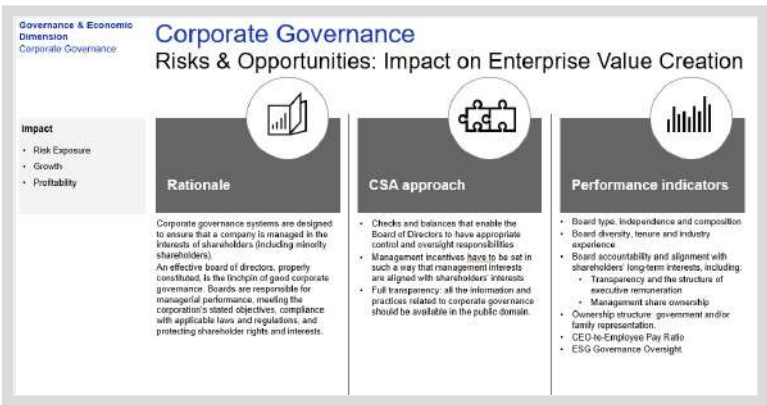 Governance & Economic
Dimension
Corporate Governance
Corporate Governance
Risks & Opportunities: Impact on Enterprise Value Creation
Impact
• Risk Exposure
• Growth
• Profitability
Rationale
Corporate governance systems are designed
to ensure that a company is managed in the
interests of shareholders (including minority
shareholders).
An effective board of directors, properly
constituted, is the linchpin of good corporate
governance. Boards are responsible for
managerial performance, meeting the
corporation's stated objectives, compliance
with applicable laws and regulations, and
protecting shareholder rights and interests.
CSA approach
• Checks and balances that enable the
Board of Directors to have appropriate
control and oversight responsibilities
• Management incentives have to be set in
such a way that management interests
are aligned with shareholders' interests
• Full transparency: all the information and
practices related to corporate governance
should be available in the public domain.
Performance indicators
• Board type, independence and composition
• Board diversity, tenure and industry
experience
• Board accountability and alignment with
shareholders' long-term interests, including:
• Transparency and the structure of
executive remuneration
• Management share ownership
• Ownership structure: government and/or
family representation.
• CEO-to-Employee Pay Ratio
• ESG Governance Oversight